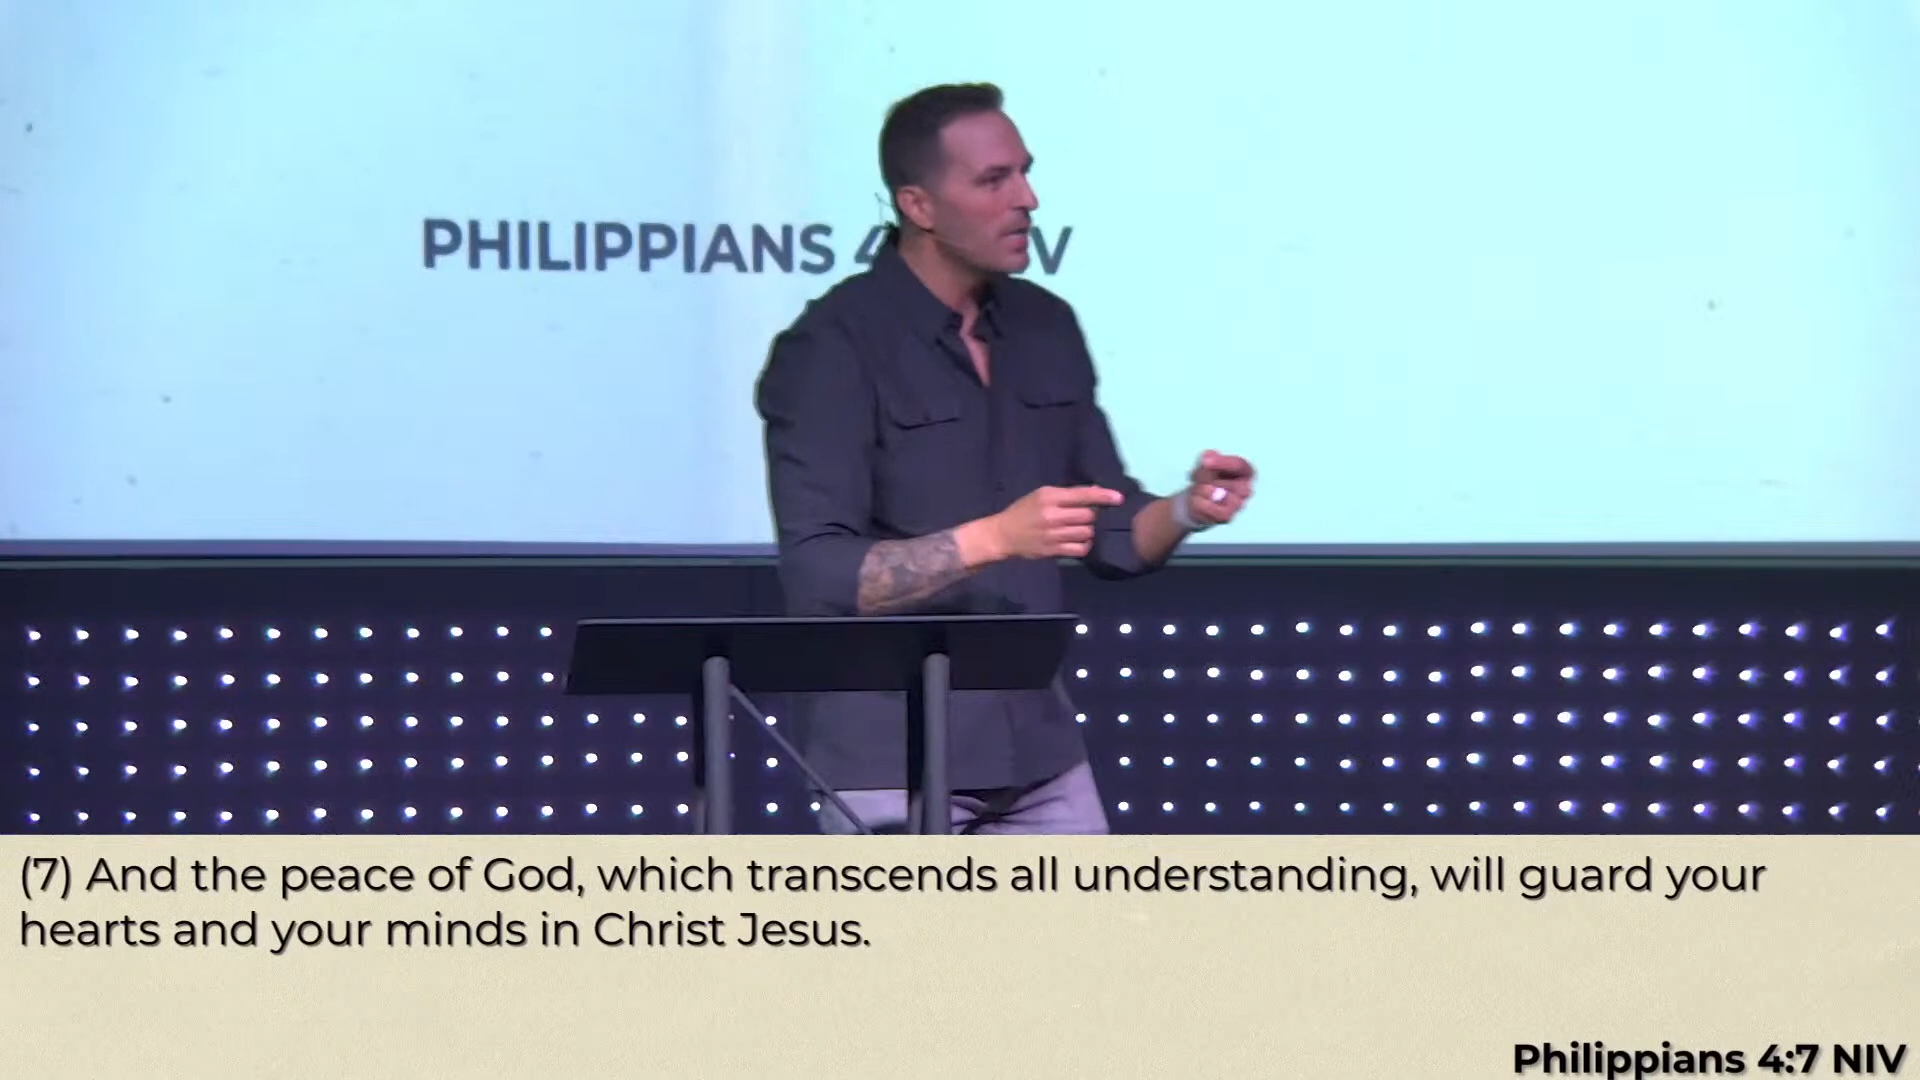 PHILIPPIANS 4
(7) And the peace of God, which transcends all understanding, will guard your
hearts and your minds in Christ Jesus.
Philippians 4:7 NIV